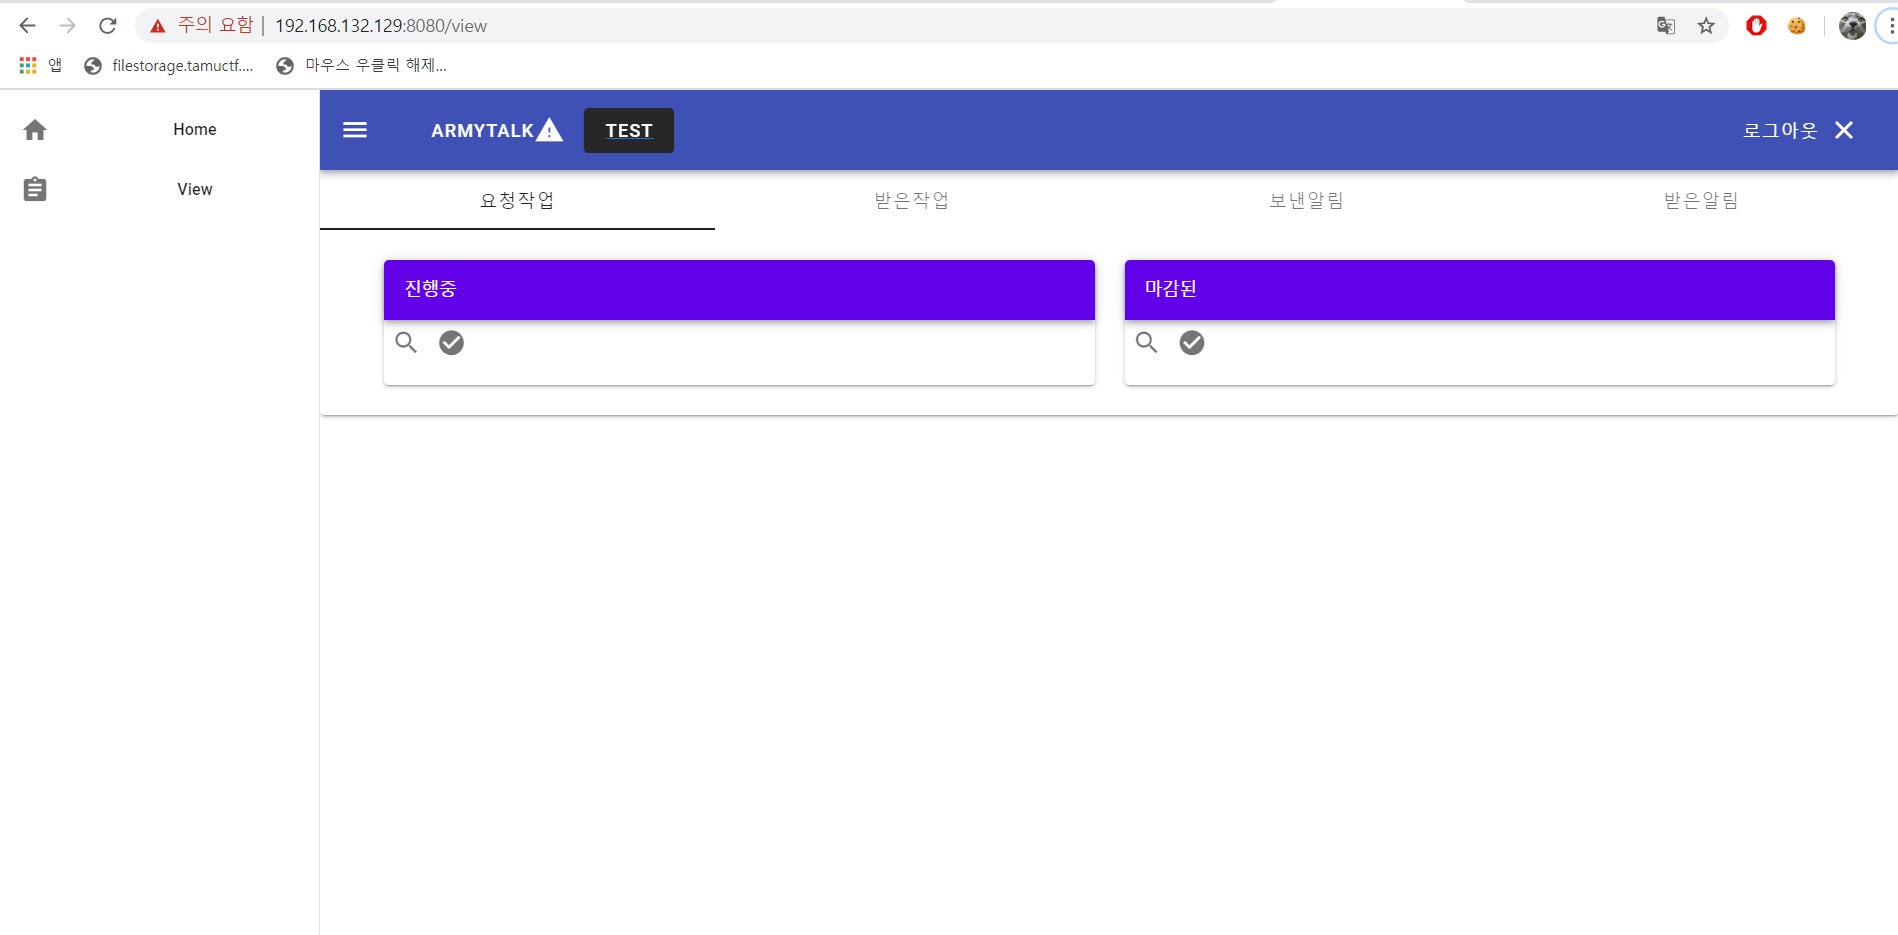 주의 요함 | 192.168.132.129:8080/view
앱 filestorage.tamuctf.... 마우스 우클릭 해제...
Home
View
ARMYTALK TEST 로그아웃
요청작업 받은작업 보낸알림 받은알림
진행중 마감된